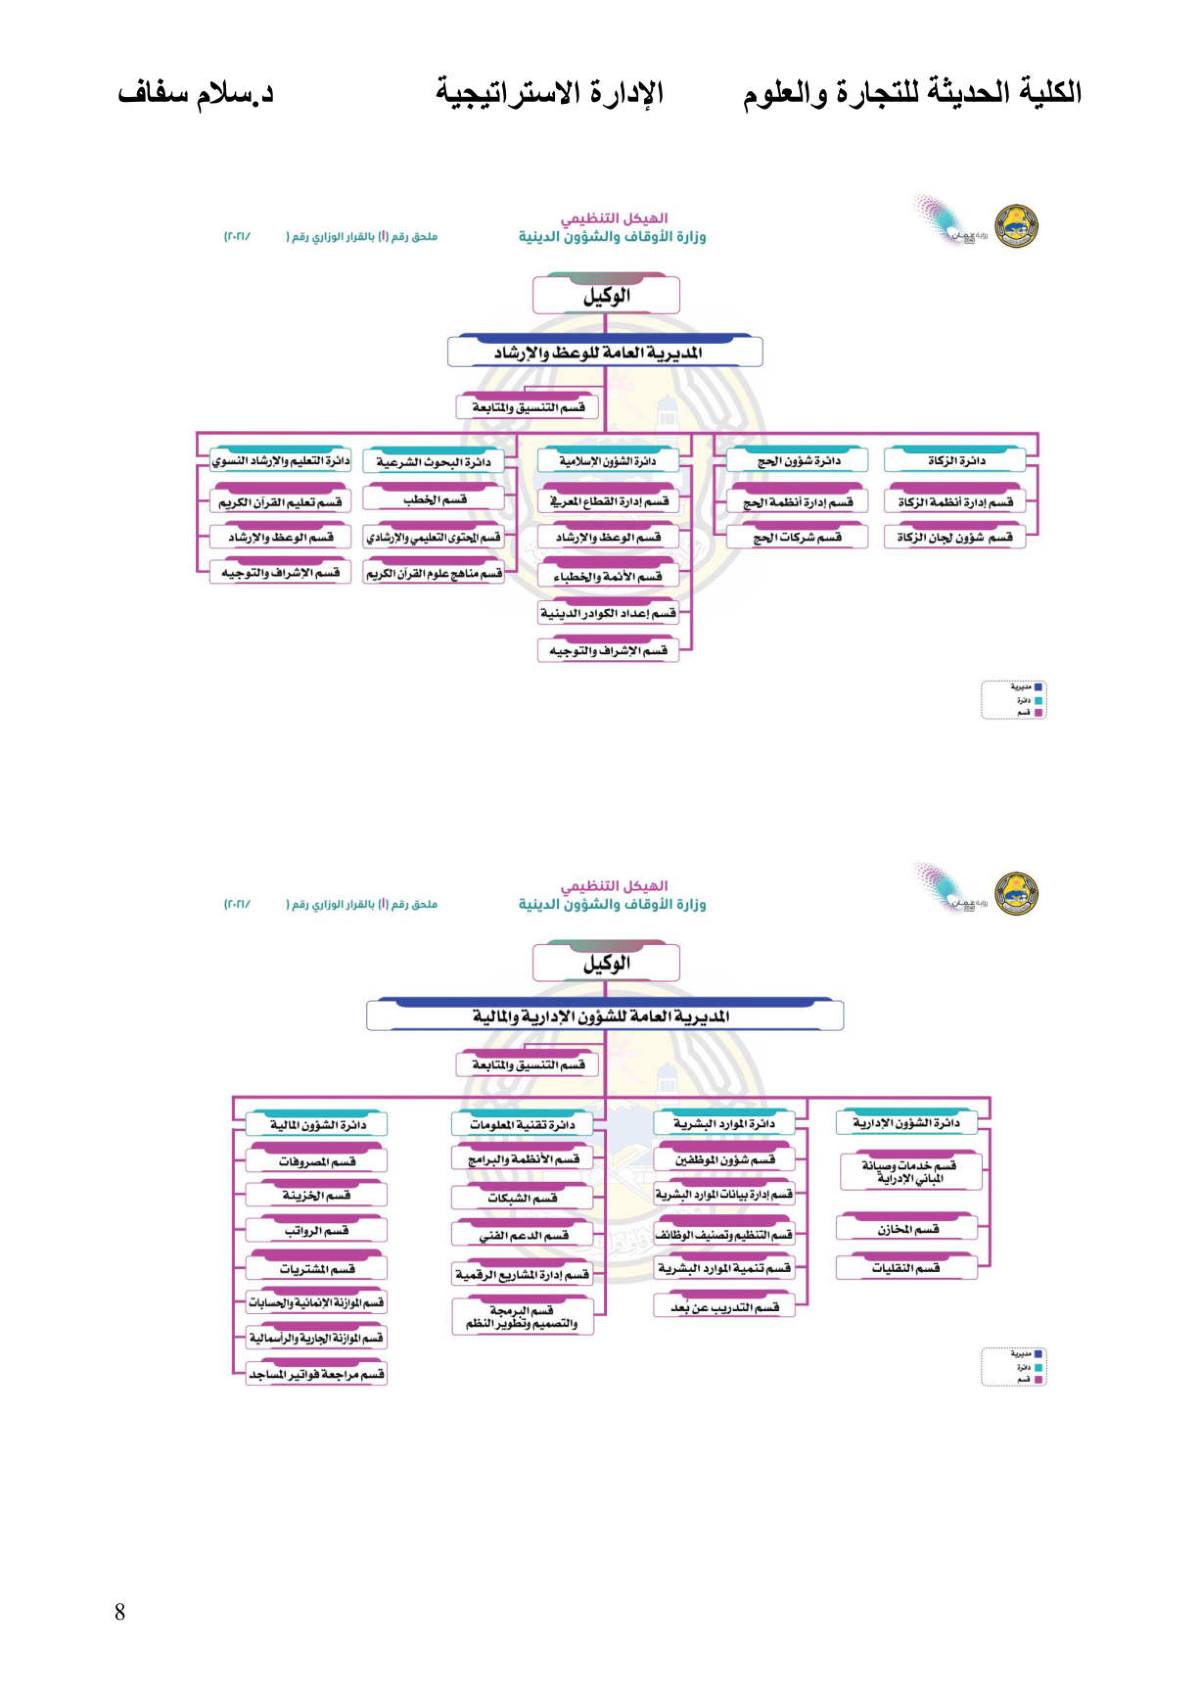 الكلية الحديثة للتجارة والعلوم الإدارة الاستراتيجية د.سلام سفاف
الهيكل التنظيمي
وزارة الأوقاف والشؤون الدينية
ملحق رقم (أ) بالقرار الوزاري رقم ( /٢٠٢١)
الوكيل
المديرية العامة للوعظ والإرشاد
قسم التنسيق والمتابعة
دائرة الزكاة
قسم إدارة أنظمة الزكاة
قسم شؤون لجان الزكاة
دائرة شؤون الحج
قسم إدارة أنظمة الحج
قسم شركات الحج
دائرة الشؤون الإسلامية
قسم إدارة القطاع المعرفي
قسم الوعظ والإرشاد
قسم الأئمة والخطباء
قسم إعداد الكوادر الدينية
قسم الإشراف والتوجيه
دائرة البحوث الشرعية
قسم الخطب
قسم المحتوى التعليمي والإرشادي
قسم مناهج علوم القرآن الكريم
دائرة التعليم والإرشاد النسوي
قسم تعليم القرآن الكريم
قسم الوعظ والإرشاد
قسم الإشراف والتوجيه
مديرية
دائرة
قسم
الهيكل التنظيمي
وزارة الأوقاف والشؤون الدينية
ملحق رقم (أ) بالقرار الوزاري رقم ( /٢٠٢١)
الوكيل
المديرية العامة للشؤون الإدارية والمالية
قسم التنسيق والمتابعة
دائرة الشؤون الإدارية
قسم خدمات وصيانة
المباني الإدراية
قسم المخازن
قسم النقليات
دائرة الموارد البشرية
قسم شؤون الموظفين
قسم إدارة بيانات الموارد البشرية
قسم التنظيم وتصنيف الوظائف
قسم تنمية الموارد البشرية
قسم التدريب عن بُعد
دائرة تقنية المعلومات
قسم الأنظمة والبرامج
قسم الشبكات
قسم الدعم الفني
قسم إدارة المشاريع الرقمية
قسم البرمجة
والتصميم وتطوير النظم
دائرة الشؤون المالية
قسم المصروفات
قسم الخزينة
قسم الرواتب
قسم المشتريات
قسم الموازنة الإنمائية والحسابات
قسم الموازنة الجارية والرأسمالية
قسم مراجعة فواتير المساجد
مديرية
دائرة
قسم
8